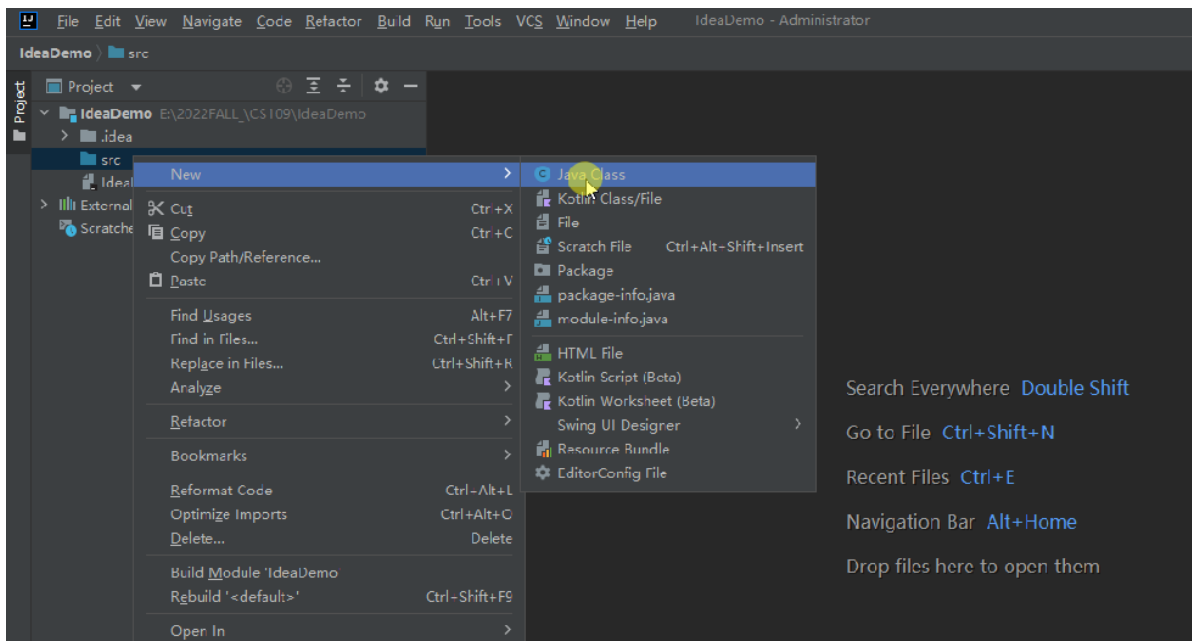 File Edit View Navigate Code Refactor Build Run Tools VCS Window Help IdeaDemo - Administrator
IdeaDemo src
Project
Project
IdeaDemo E:\2022FALL_\CS109\IdeaDemo
.idea
src
Ideal
External
Scratche
New
Cut Ctrl+X
Copy Ctrl+C
Copy Path/Reference...
Paste Ctrl+V
Find Usages Alt+F7
Find in Files... Ctrl+Shift+F
Replace in Files... Ctrl+Shift+R
Analyze
Refactor
Bookmarks
Reformat Code Ctrl+Alt+L
Optimize Imports Ctrl+Alt+O
Delete... Delete
Build Module 'IdeaDemo
Rebuild '<default>' Ctrl+Shift+F9
Open In
Java Class
Kotlin Class/File
File
Scratch File Ctrl+Alt+Shift+Insert
Package
package-info.java
module-info.java
HTML File
Kotlin Script (Beta)
Kotlin Worksheet (Beta)
Swing UI Designer
Resource Bundle
EditorConfig File
Search Everywhere Double Shift
Go to File Ctrl+Shift+N
Recent Files Ctrl+E
Navigation Bar Alt+Home
Drop files here to open them